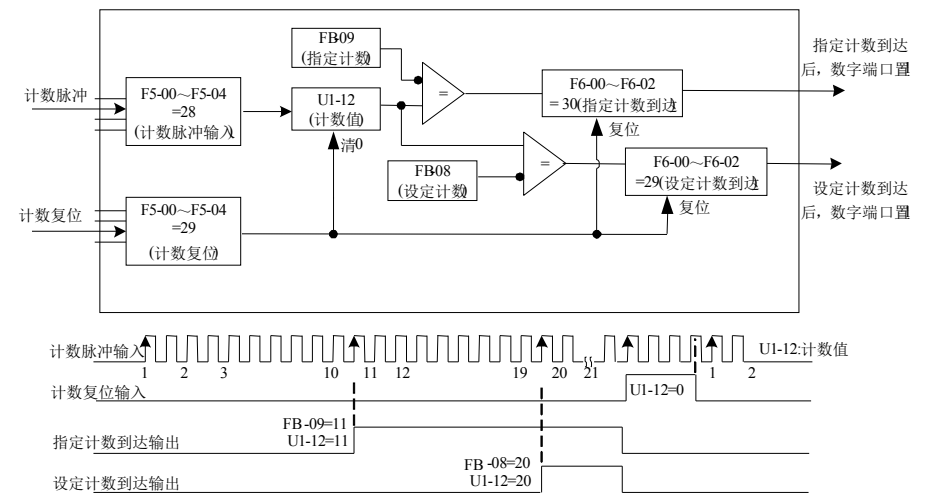 FB-09
(指定计数)
指定计数到达
后，数字端口置1
计数脉冲
F5-00～F5-04
=28
(计数脉冲输入)
U1-12
(计数值)
=
F6-00～F6-02
=30(指定计数到达)
清0
复位
FB-08
(设定计数)
=
F6-00～F6-02
=29(设定计数到达)
设定计数到达
后，数字端口置1
计数复位
F5-00～F5-04
=29
(计数复位)
复位
计数脉冲输入
U1-12:计数值
1 2 3 10 11 12 19 20 21 1 2
计数复位输入
U1-12=0
FB-09=11
指定计数到达输出
U1-12=11
FB-08=20
设定计数到达输出
U1-12=20